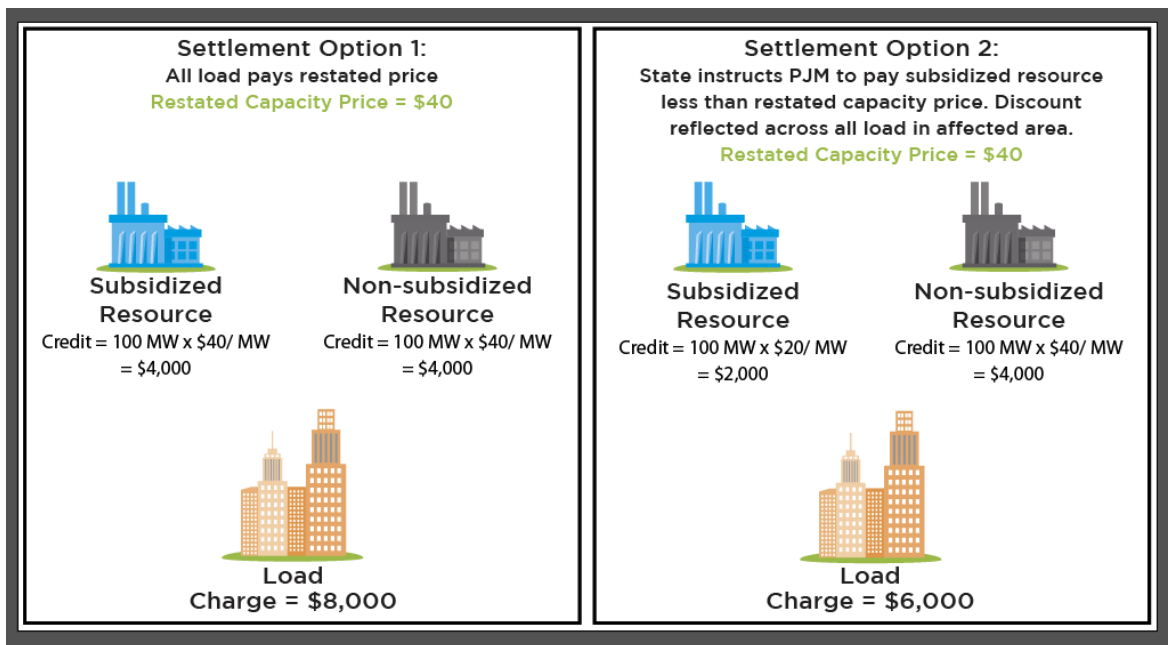 Settlement Option 1:
All load pays restated price
Restated Capacity Price = $40
Subsidized
Resource
Credit = 100 MW x $40/ MW
= $4,000
Non-subsidized
Resource
Credit = 100 MW x $40/ MW
= $4,000
Load
Charge = $8,000
Settlement Option 2:
State instructs PJM to pay subsidized resource
less than restated capacity price. Discount
reflected across all load in affected area.
Restated Capacity Price = $40
Subsidized
Resource
Credit = 100 MW x $20/ MW
= $2,000
Non-subsidized
Resource
Credit = 100 MW x $40/ MW
= $4,000
Load
Charge = $6,000